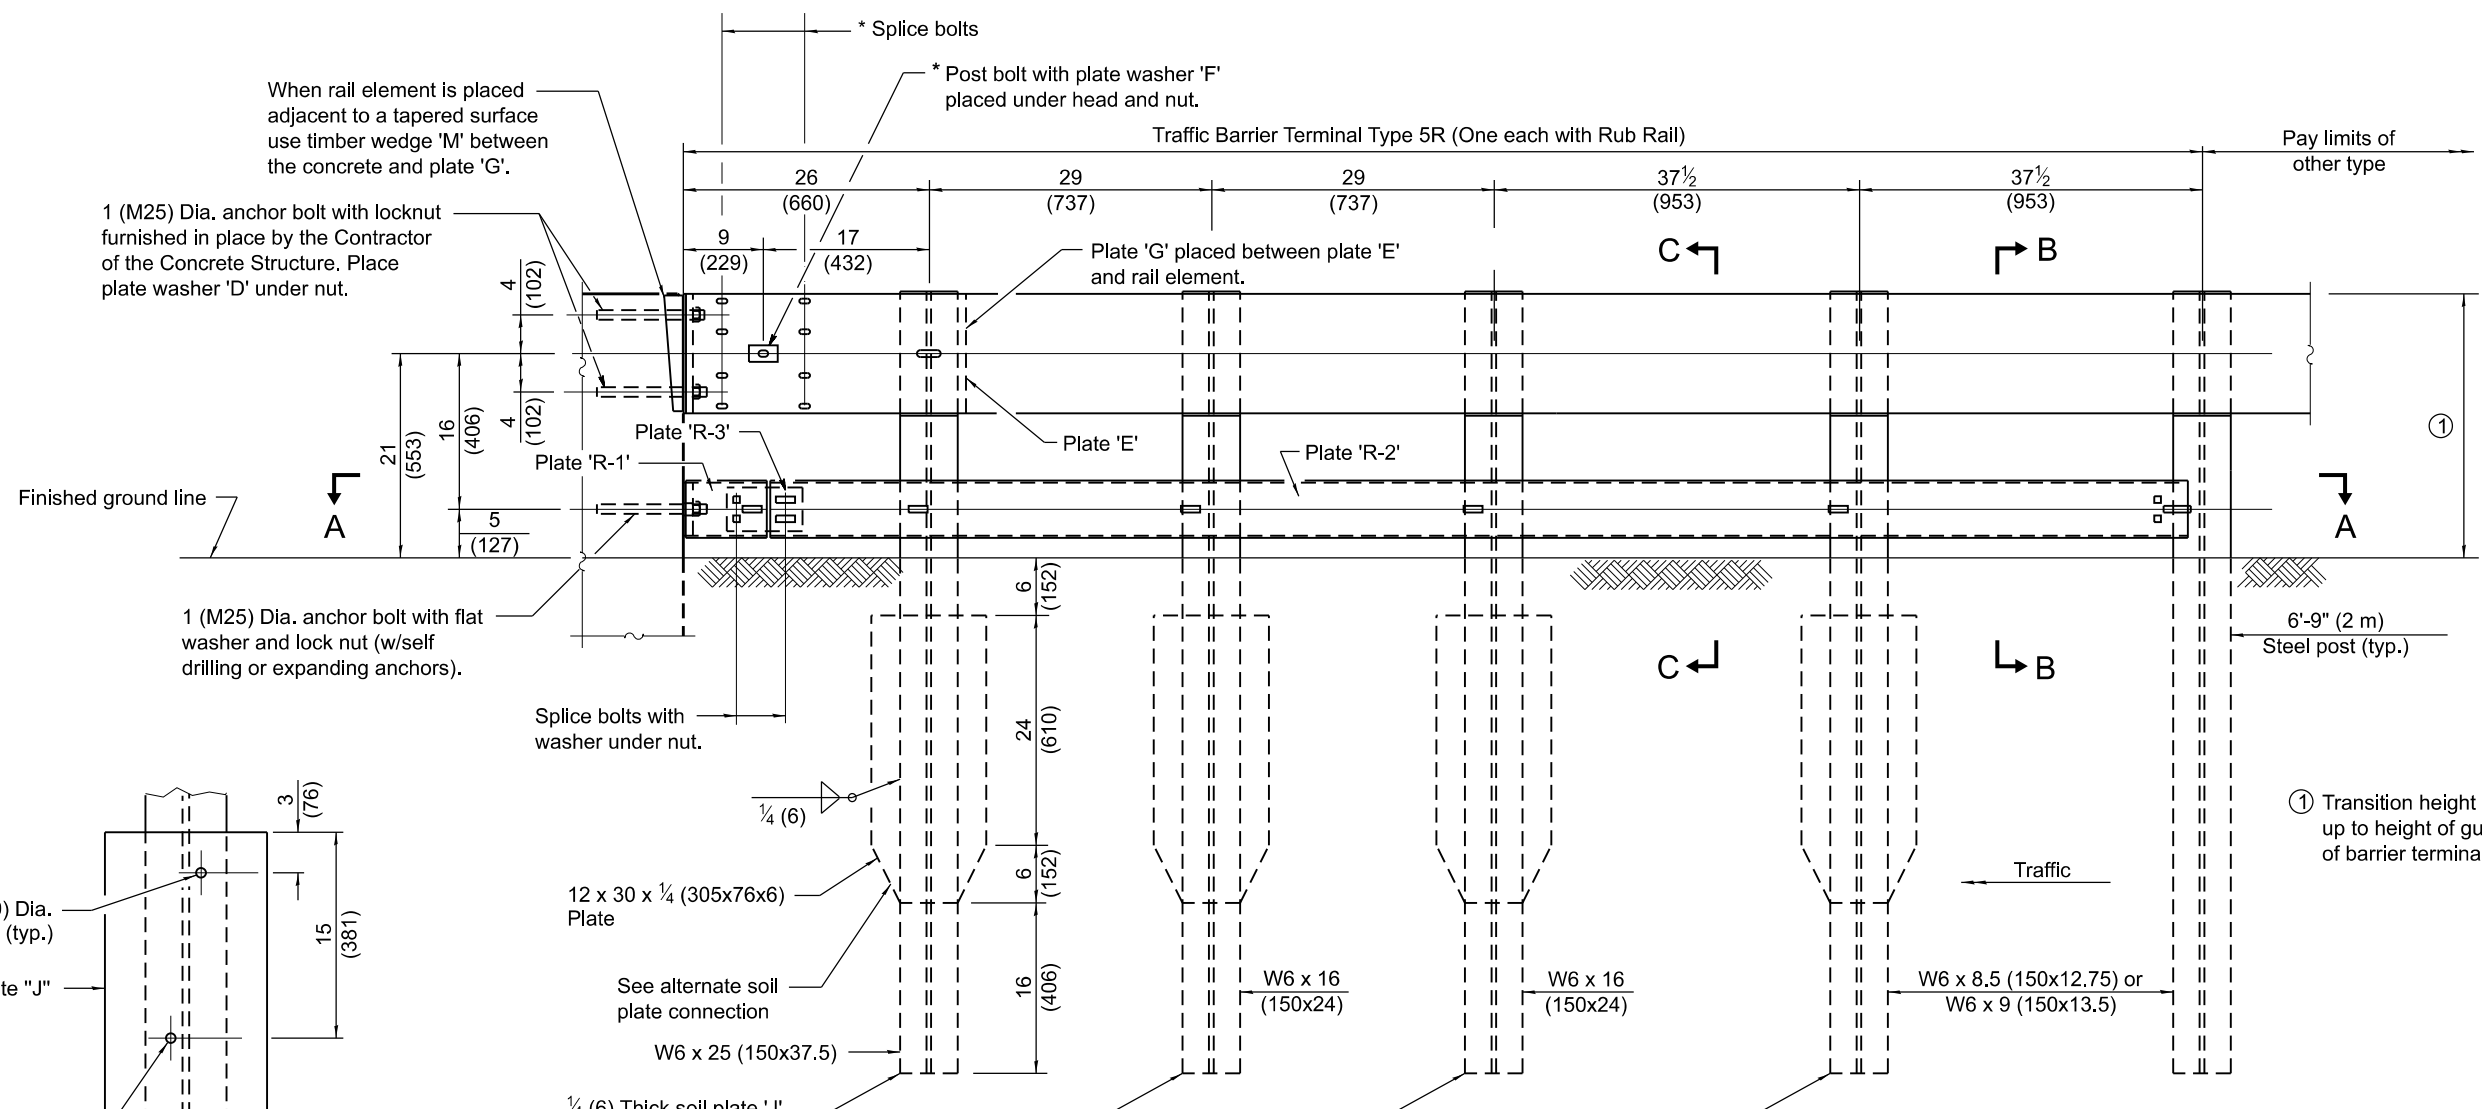 * Splice bolts
* Post bolt with plate washer 'F'
placed under head and nut.
When rail element is placed
adjacent to a tapered surface
use timber wedge 'M' between
the concrete and plate 'G'.
Traffic Barrier Terminal Type 5R (One each with Rub Rail)
Pay limits of
other type
26
(660)
29
(737)
29
(737)
37½
(953)
37½
(953)
1 (M25) Dia. anchor bolt with locknut
furnished in place by the Contractor
of the Concrete Structure. Place
plate washer 'D' under nut.
9
(229)
17
(432)
Plate 'G' placed between plate 'E'
and rail element.
C
B
4
(102)
4
(102)
16
(406)
21
(553)
Plate 'R-3'
Plate 'R-1'
Plate 'E'
Plate 'R-2'
1
Finished ground line
A
5
(127)
A
6
(152)
1 (M25) Dia. anchor bolt with flat
washer and lock nut (w/self
drilling or expanding anchors).
6'-9" (2 m)
Steel post (typ.)
C
B
Splice bolts with
washer under nut.
24
(610)
¼ (6)
3
(76)
1 Transition height
up to height of gu
of barrier termina
6
(152)
Traffic
12 x 30 x ¼ (305x76x6)
Plate
) Dia.
(typ.)
15
(381)
te "J"
See alternate soil
plate connection
16
(406)
W6 x 16
(150x24)
W6 x 16
(150x24)
W6 x 8.5 (150x12.75) or
W6 x 9 (150x13.5)
W6 x 25 (150x37.5)
¼ (6) Thick soil plate 'J'